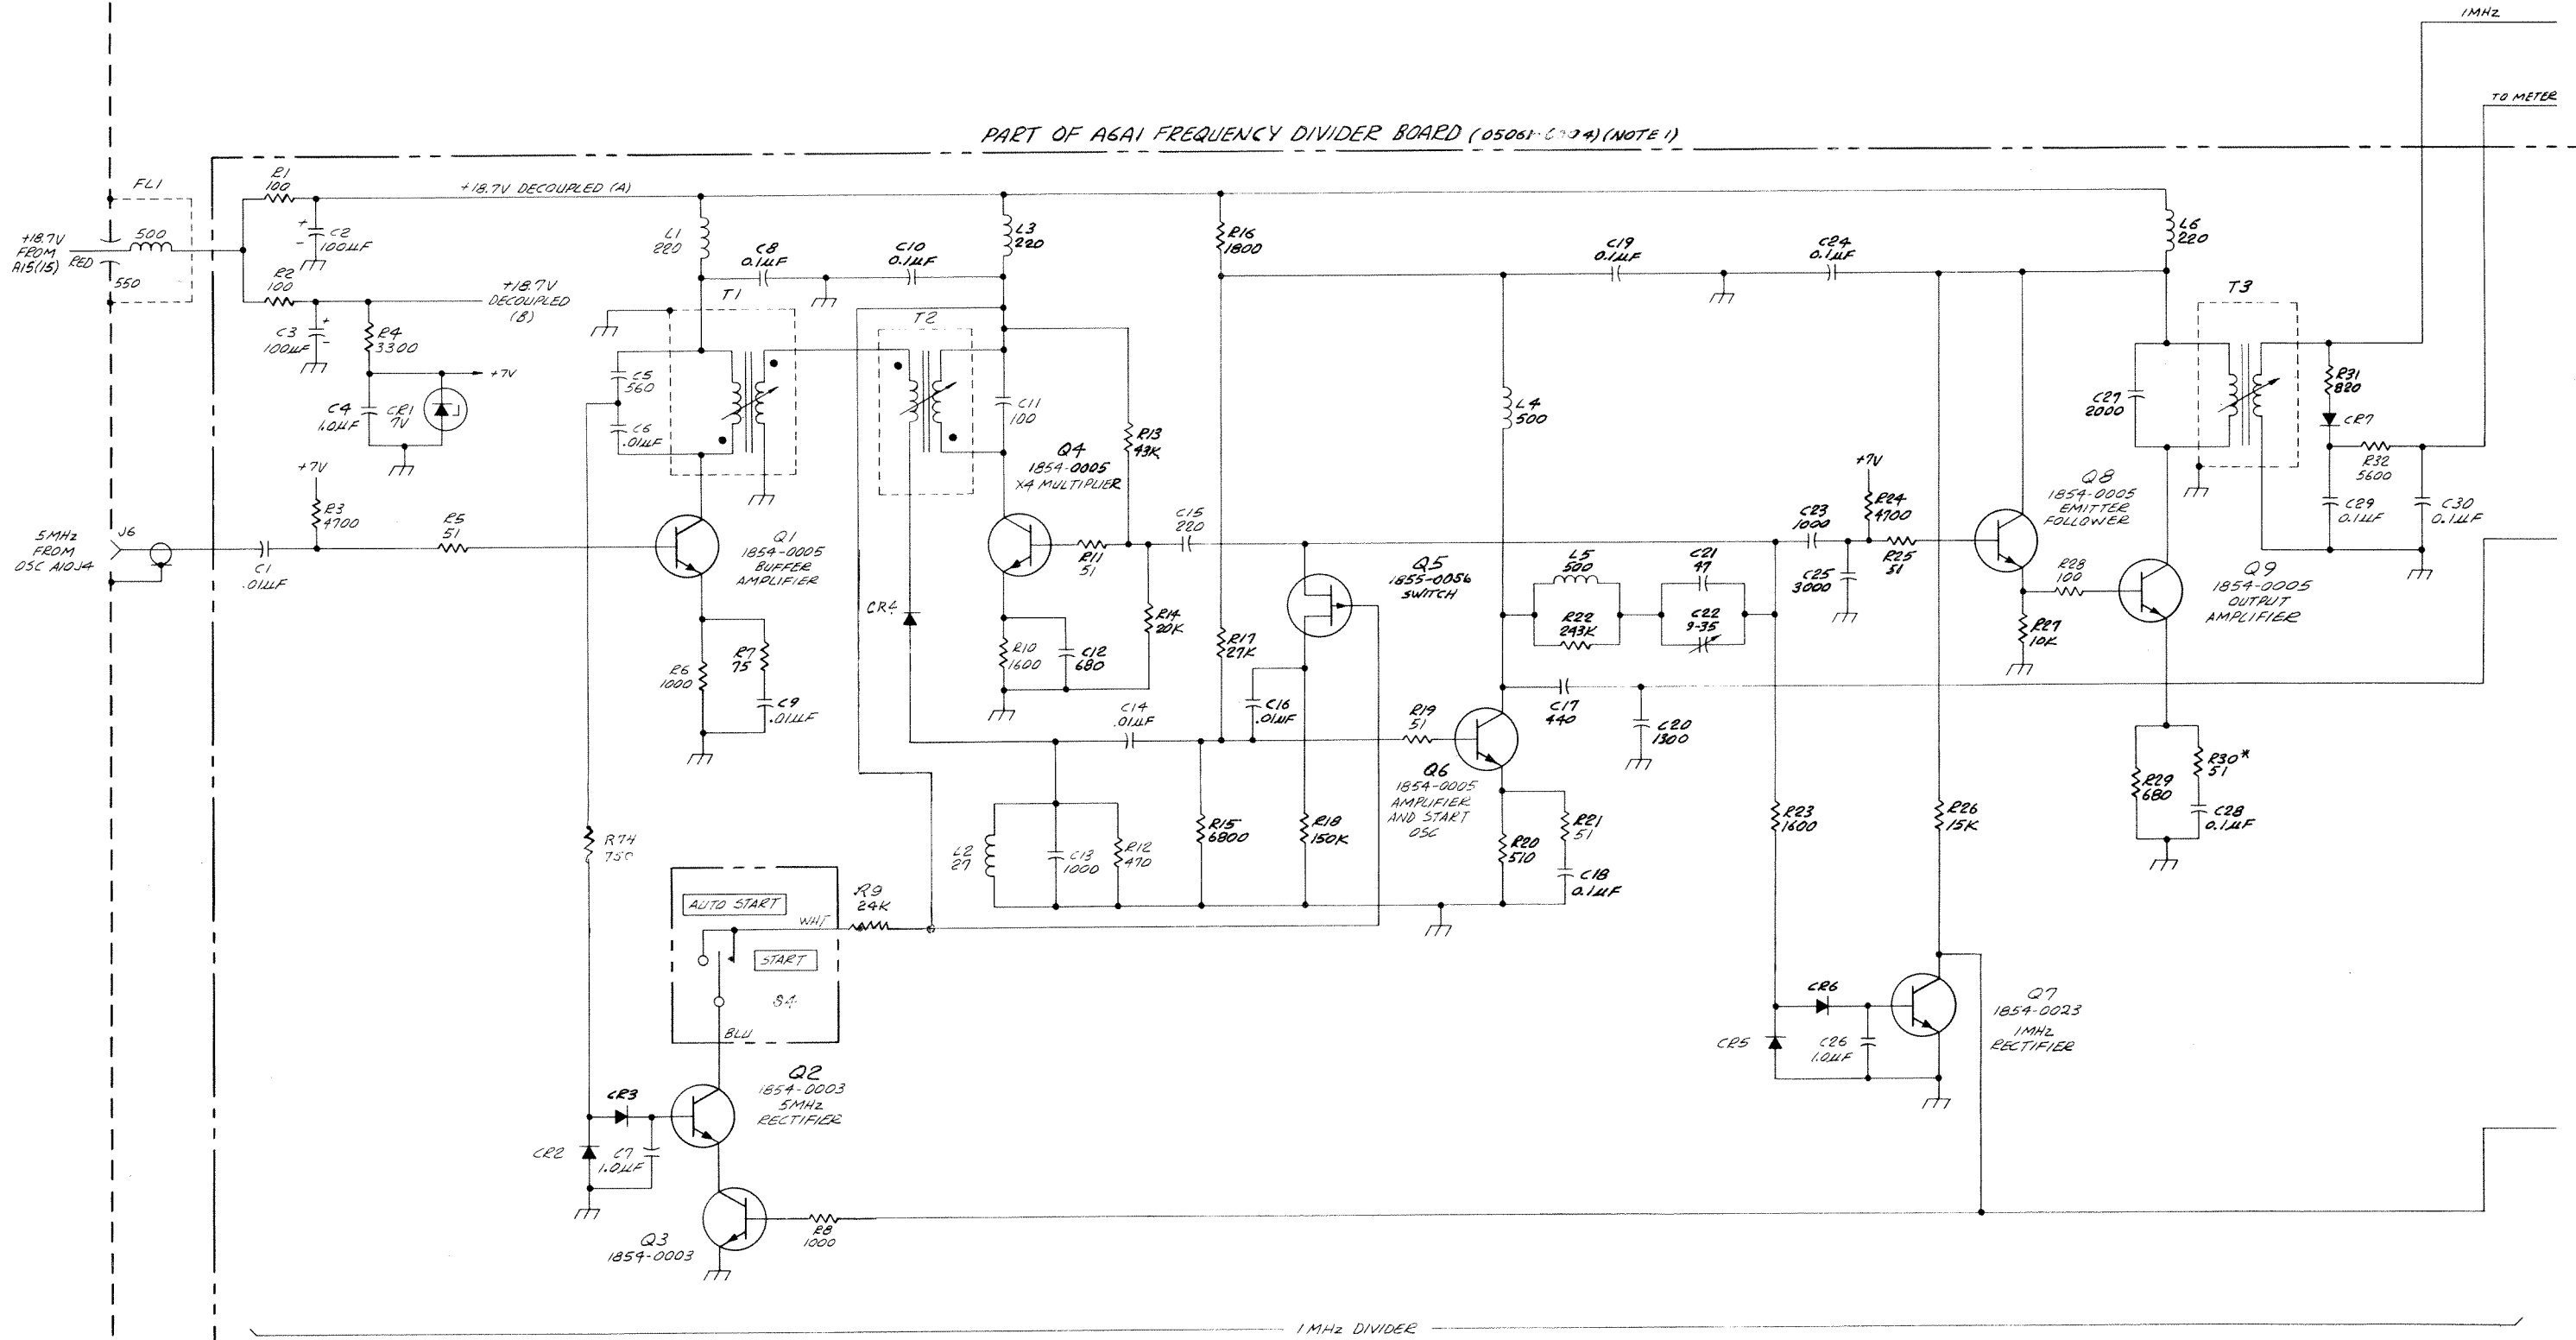 1MHZ
TO METER
PART OF A6A1 FREQUENCY DIVIDER BOARD (NOTE 1)
FL1
500
550
+18.7V
FROM
A15(15)
RED
R1
100
+18.7V DECOUPLED (A)
C2
100µF
R2
100
+18.7V
DECOUPLED
(B)
C3
100µF
R4
3300
+7V
C4
1.0µF
CR1
7V
+7V
R3
4700
5MHZ
FROM
OSC A10J4
J6
C1
.01µF
R5
51
L1
220
C8
0.1µF
C10
0.1µF
L3
220
T1
T2
C5
560
C6
.01µF
C11
100
R13
43K
Q4
1854-0005
X4 MULTIPLIER
Q1
1854-0005
BUFFER
AMPLIFIER
R11
51
C15
220
R16
1800
C19
0.1µF
C24
0.1µF
L6
220
T3
L4
500
C27
2000
R31
820
CR7
R32
5600
C29
0.1µF
C30
0.1µF
Q5
1855-0056
SWITCH
L5
500
C21
47
R22
243K
C22
9-35
C23
1000
+7V
R24
4700
C25
3000
R25
51
Q8
1854-0005
EMITTER
FOLLOWER
R28
100
R27
10K
Q9
1854-0005
OUTPUT
AMPLIFIER
R6
1000
R7
75
C9
.01µF
R10
1600
C12
680
R14
20K
C14
.01µF
R17
27K
C16
.01µF
R19
51
C17
440
C20
1300
Q6
1854-0005
AMPLIFIER
AND START
OSC
R29
680
R30*
51
C28
0.1µF
R74
750
L2
27
C13
1000
R12
470
R15
6800
R18
150K
R20
510
R21
51
C18
0.1µF
R23
1600
R26
15K
AUTO START
WHT
R9
24K
START
S4
BLU
CR6
CR5
C26
1.0µF
Q7
1854-0023
1MHZ
RECTIFIER
Q2
1854-0003
5MHZ
RECTIFIER
CR3
CR2
C7
1.0µF
Q3
1854-0003
R8
1000
1MHZ DIVIDER